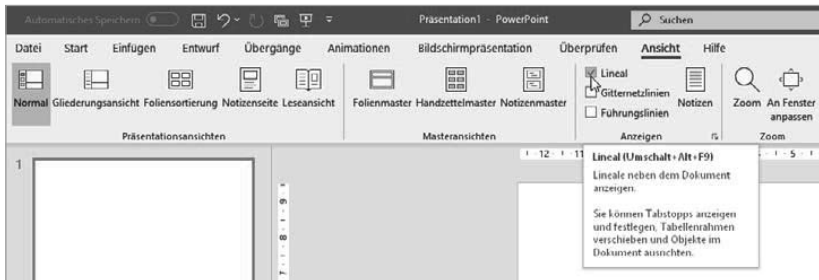 Automatisches Speichern
Präsentation1 - PowerPoint
Suchen
Datei Start Einfügen Entwurf Übergänge Animationen Bildschirmpräsentation Überprüfen Ansicht Hilfe
Normal Gliederungsansicht Foliensortierung Notizenseite Leseansicht
Präsentationsansichten
Folienmaster Handzettelmaster Notizenmaster
Masteransichten
Lineal
Gitternetzlinien
Führungslinien
Notizen
Anzeigen
Zoom An Fenster
anpassen
Zoom
1
12 11
5
Lineal (Umschalt+Alt+F9)
Lineale neben dem Dokument
anzeigen.
Sie können Tabstopps anzeigen
und festlegen, Tabellenrahmen
verschieben und Objekte im
Dokument ausrichten.
9
8
7